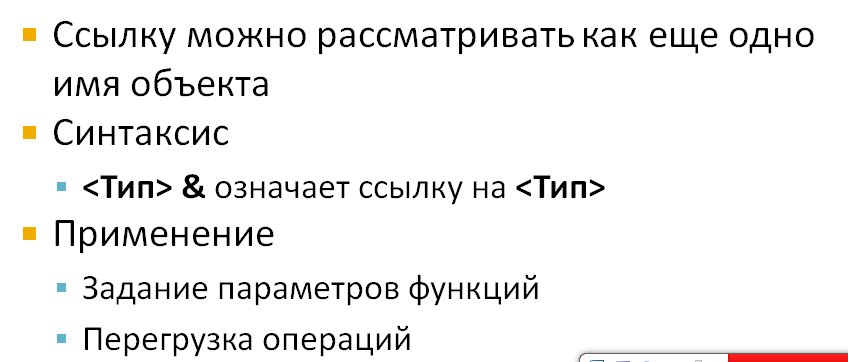 Ссылку можно рассматривать как еще одно
имя объекта
Синтаксис
<Тип> & означает ссылку на <Тип>
Применение
Задание параметров функций
Перегрузка операций